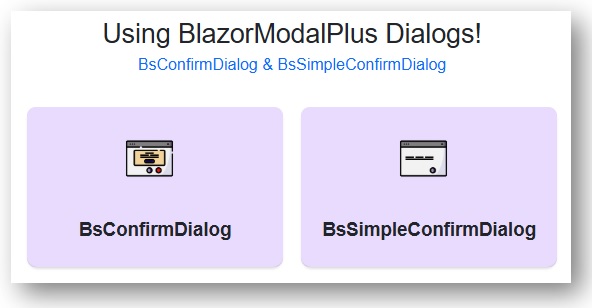 Using BlazorModalPlus Dialogs!
BsConfirmDialog & BsSimpleConfirmDialog
BsConfirmDialog
BsSimpleConfirmDialog